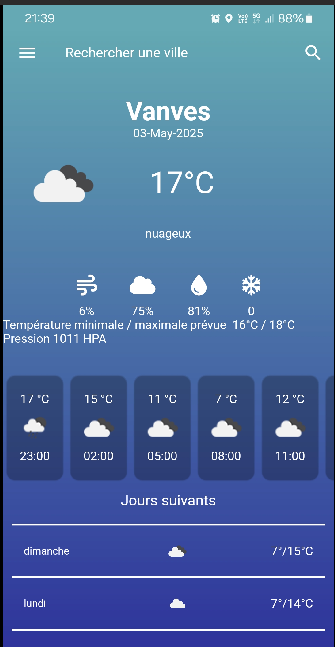 21:39
88%
Rechercher une ville
Vanves
03-May-2025
17°C
nuageux
6% 75% 81% 0
Température minimale / maximale prévue 16°C / 18°C
Pression 1011 HPA
17 °C 15 °C 11 °C 7 °C 12 °C
23:00 02:00 05:00 08:00 11:00
Jours suivants
dimanche 7°/15°C
lundi 7°/14°C